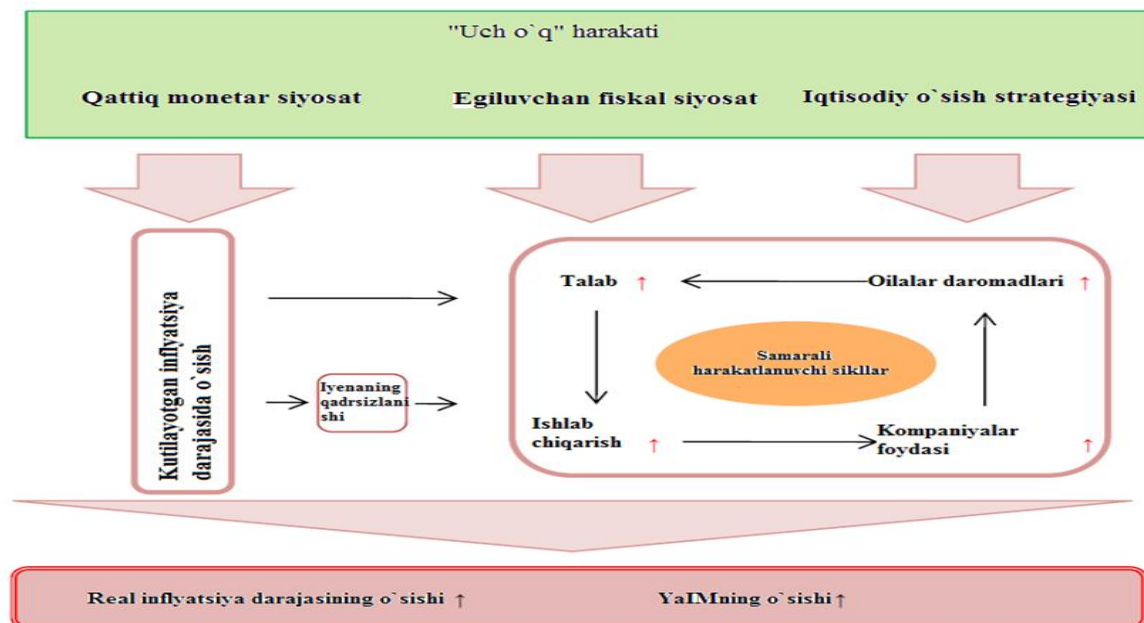 "Uch o`q" harakati
Qattiq monetar siyosat
Egiluvchan fiskal siyosat
Iqtisodiy o`sish strategiyasi
Kutilayotgan inflyatsiya
darajasida o`sish
Iyenaning
qadrsizlani
shi
Talab ↑
Oilalar daromadlari ↑
Samarali
harakatlanuvchi sikllar
Ishlab
chiqarish ↑
Kompaniyalar
foydasi ↑
Real inflyatsiya darajasining o`sishi ↑
YaIMning o`sishi ↑